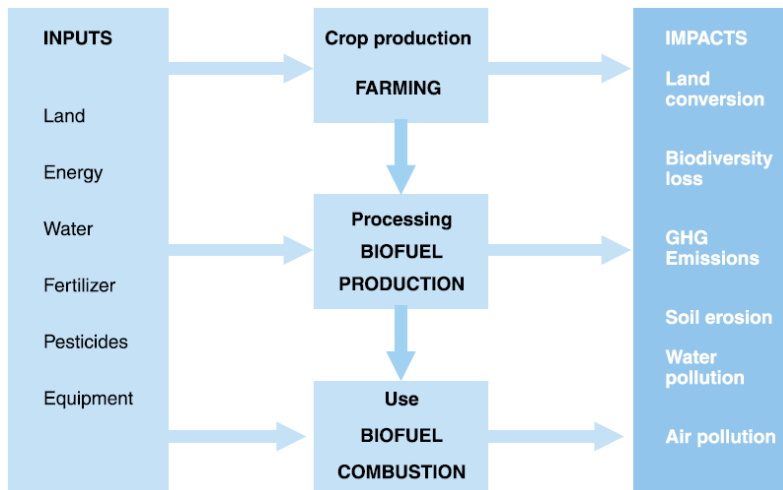 INPUTS
Land
Energy
Water
Fertilizer
Pesticides
Equipment
Crop production
FARMING
Processing
BIOFUEL
PRODUCTION
Use
BIOFUEL
COMBUSTION
IMPACTS
Land
conversion
Biodiversity
loss
GHG
Emissions
Soil erosion
Water
pollution
Air pollution